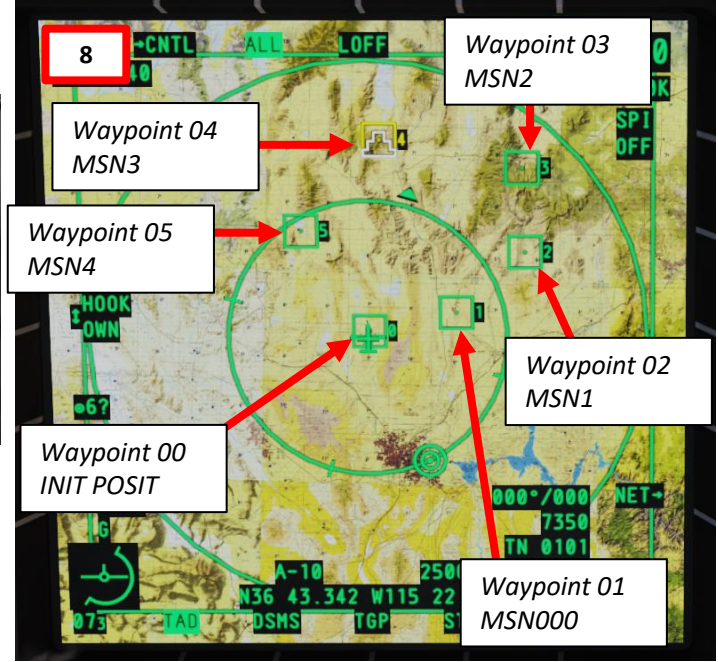 8
→CNTL ALL LOFF
40
0
OK
Waypoint 03
MSN2
SPI
OFF
Waypoint 04
MSN3
4
3
Waypoint 05
MSN4
5
2
HOOK
OWN
1
0
Waypoint 02
MSN1
●6?
Waypoint 00
INIT POSIT
000°/000 NET→
7350
TN 0101
G
A-10 250
N36 43.342 W115 22
Waypoint 01
MSN000
073 TAD DSMS TGP